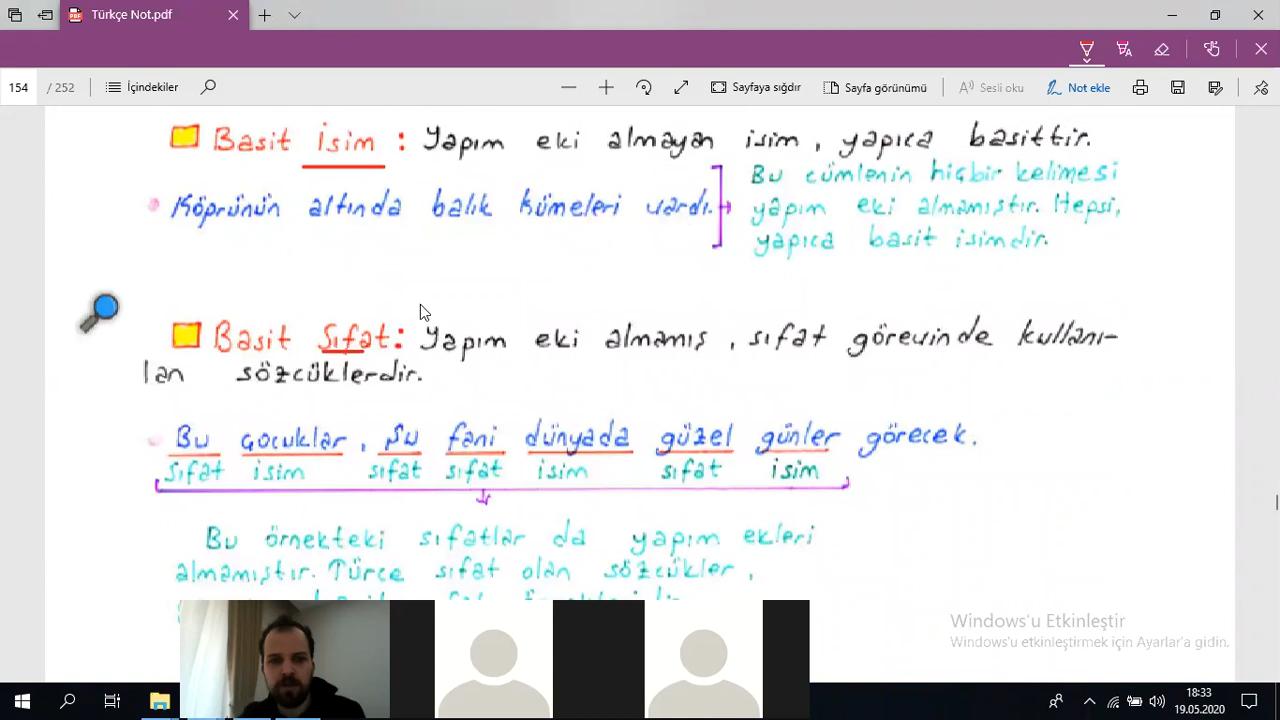 Türkçe Not.pdf
154 / 252 İçindekiler Sayfaya sığdır Sayfa görünümü Sesli oku Not ekle
Basit İsim : Yapım eki almayan isim, yapıca basittir.
Köprünün altında balık kümeleri vardı.
Bu cümlenin hiçbir kelimesi
yapım eki almamıştır. Hepsi,
yapıca basit isimdir.
Basit Sıfat : Yapım eki almamış, sıfat görevinde kullanı-
lan sözcüklerdir.
Bu çocuklar, şu fani dünyada güzel günler görecek.
sıfat isim sıfat sıfat isim sıfat isim
Bu örnekteki sıfatlar da yapım ekleri
almamıştır. Türce sıfat olan sözcükler,
Windows'u Etkinleştir
Windows'u etkinleştirmek için Ayarlar'a gidin.
18:33
19.05.2020